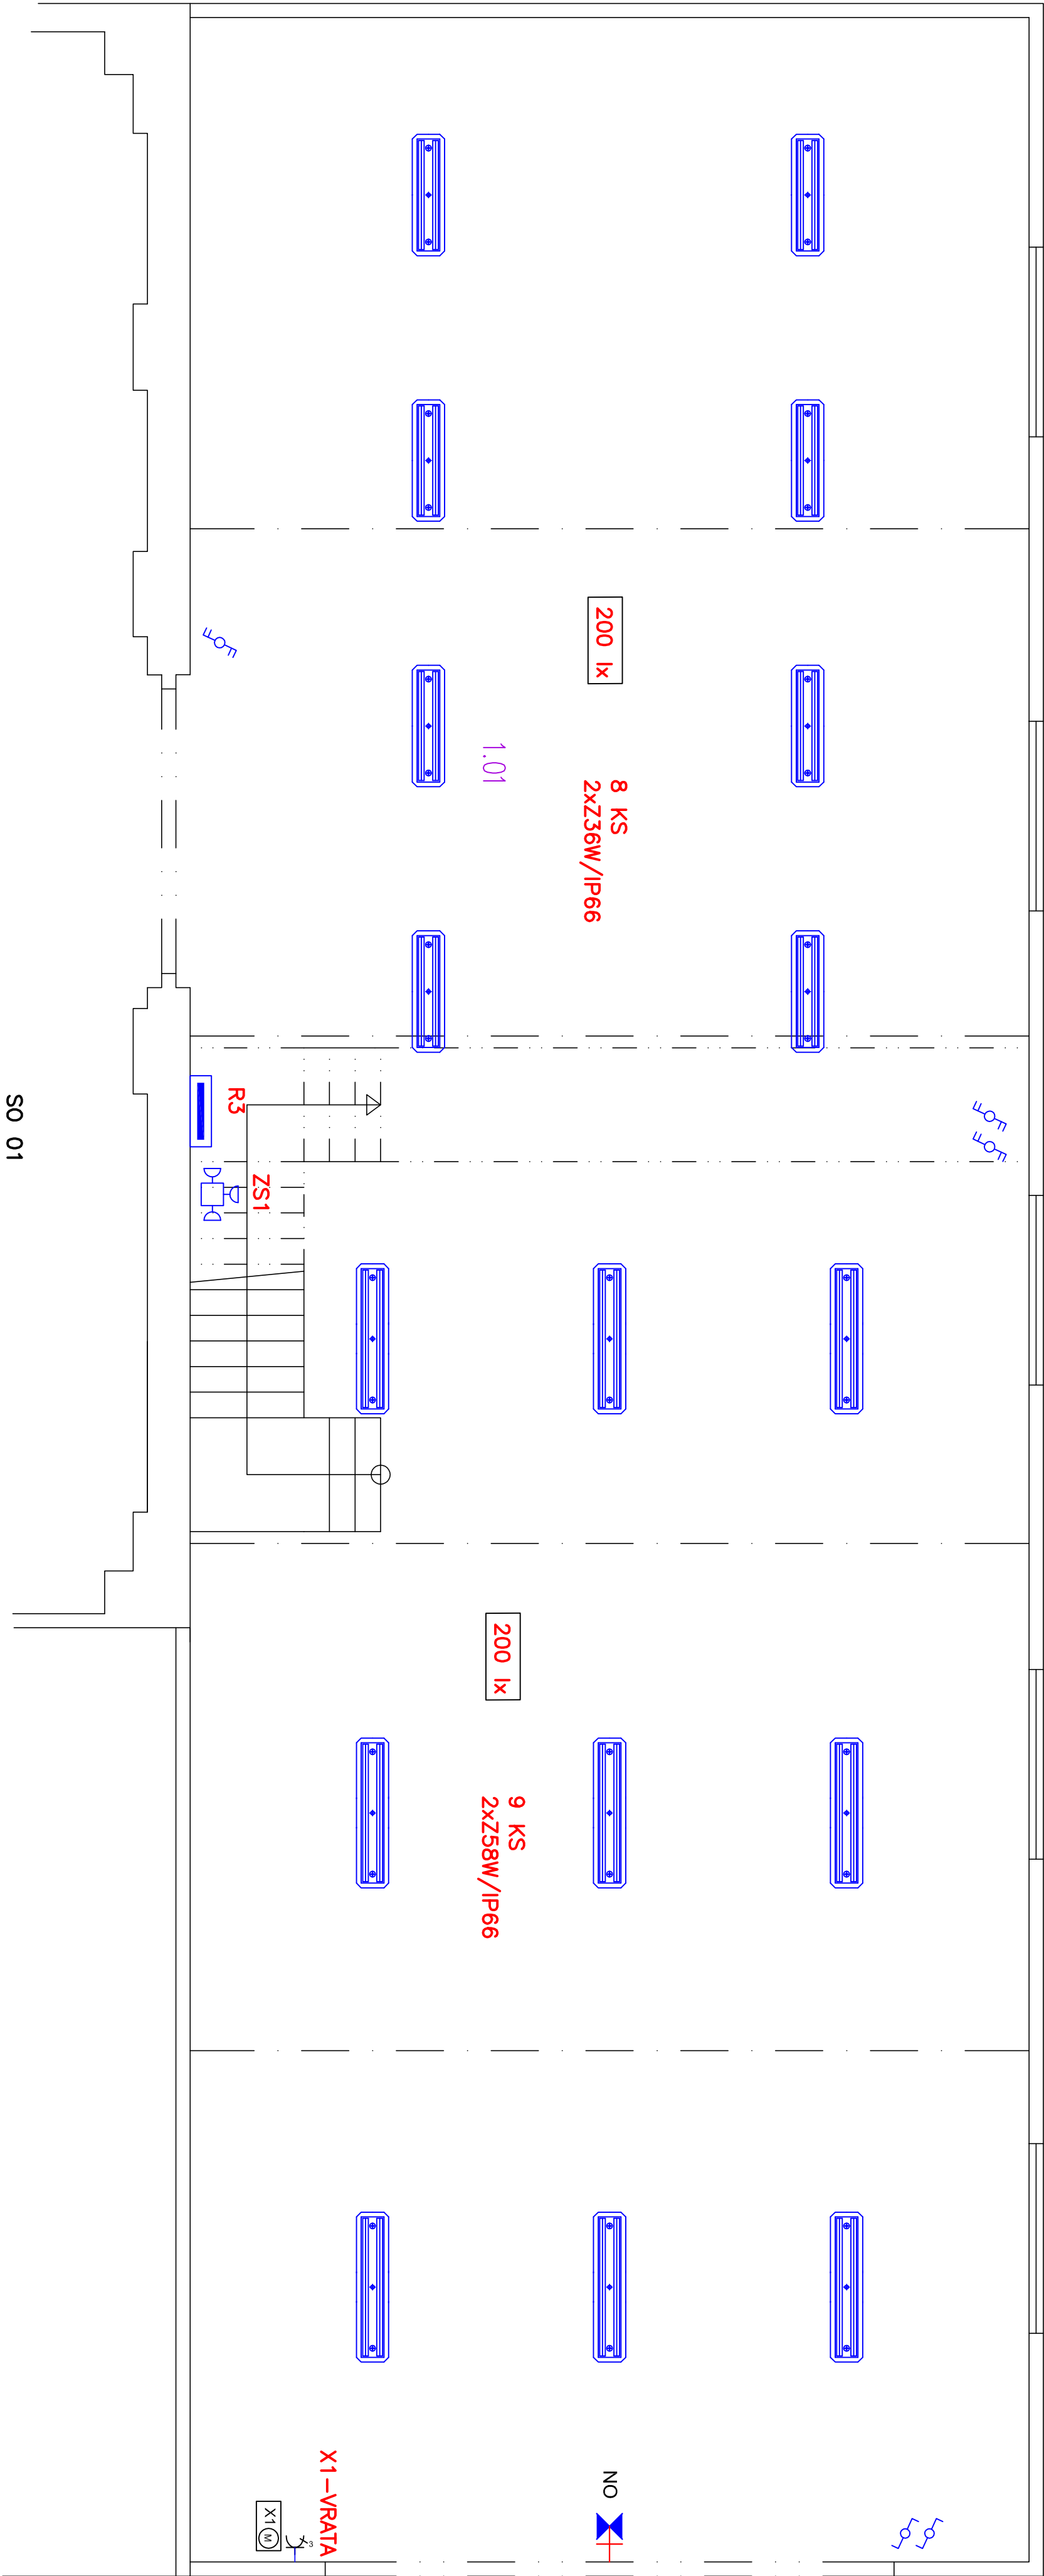 200 lx
1.01
8 KS
2xZ36W/IP66
R3
ZS1
SO 01
200 lx
9 KS
2xZ58W/IP66
X1-VRATA
NO
X1 M
3